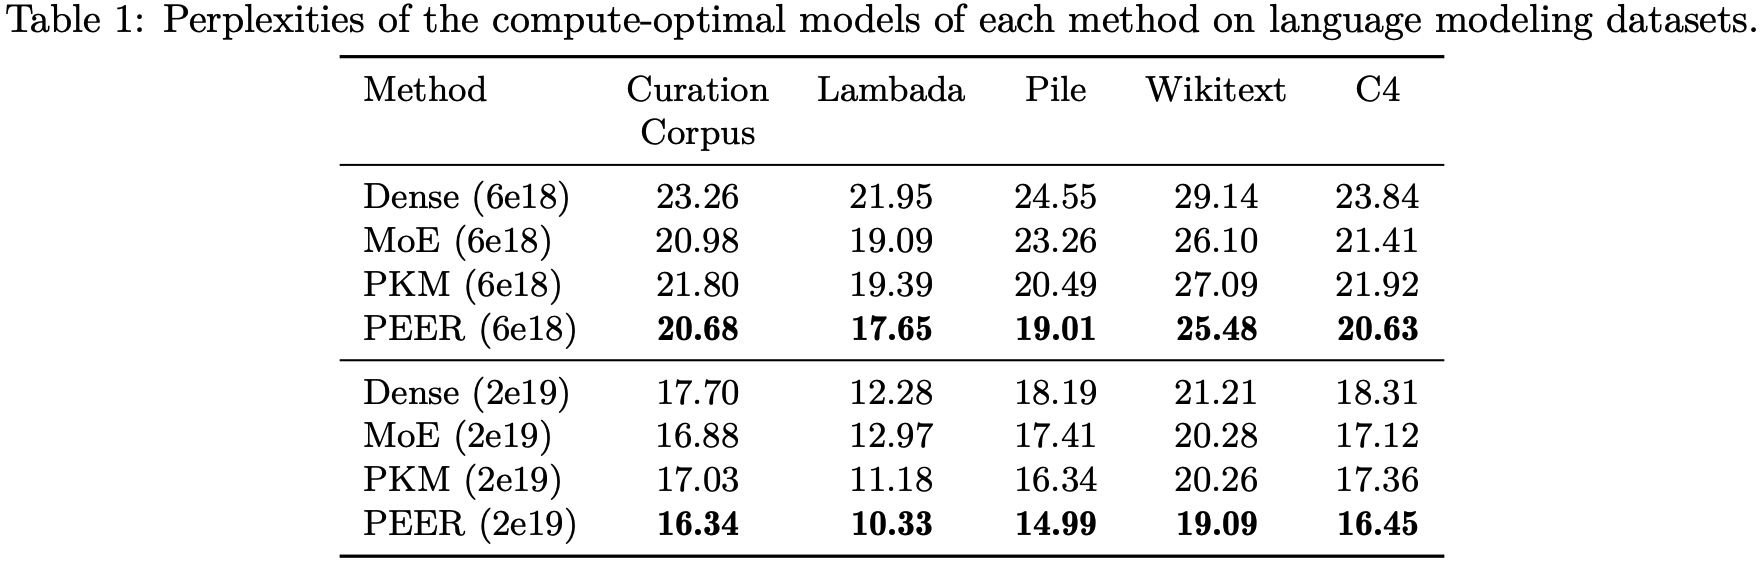 Table 1: Perplexities of the compute-optimal models of each method on language modeling datasets.
Method Curation Corpus Lambada Pile Wikitext C4
Dense (6e18) 23.26 21.95 24.55 29.14 23.84
MoE (6e18) 20.98 19.09 23.26 26.10 21.41
PKM (6e18) 21.80 19.39 20.49 27.09 21.92
PEER (6e18) 20.68 17.65 19.01 25.48 20.63
Dense (2e19) 17.70 12.28 18.19 21.21 18.31
MoE (2e19) 16.88 12.97 17.41 20.28 17.12
PKM (2e19) 17.03 11.18 16.34 20.26 17.36
PEER (2e19) 16.34 10.33 14.99 19.09 16.45